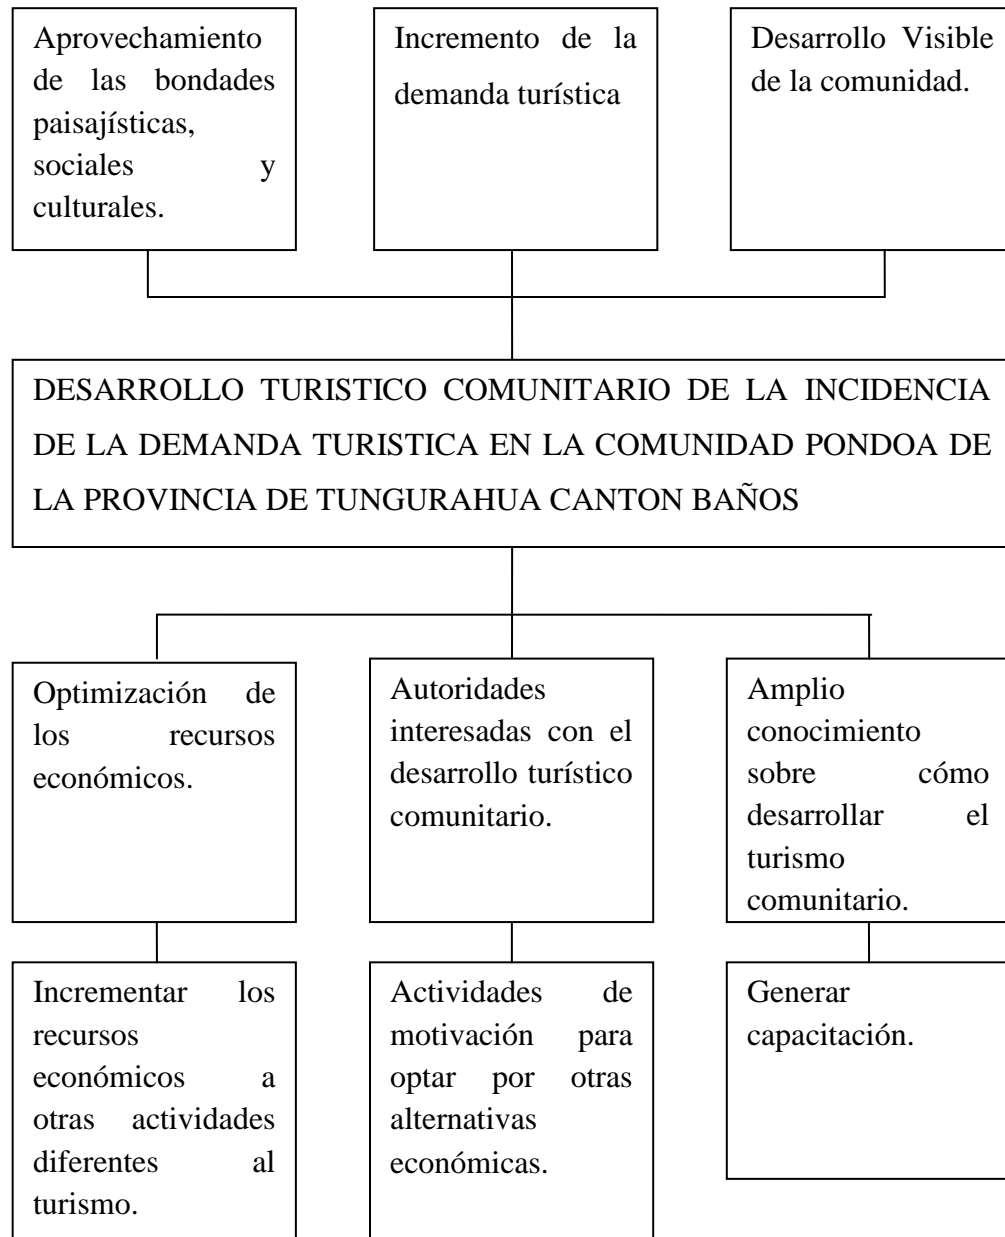 Aprovechamiento
de las bondades
paisajísticas,
sociales y
culturales.
Incremento de la
demanda turística
Desarrollo Visible
de la comunidad.
DESARROLLO TURISTICO COMUNITARIO DE LA INCIDENCIA
DE LA DEMANDA TURISTICA EN LA COMUNIDAD PONDOA DE
LA PROVINCIA DE TUNGURAHUA CANTON BAÑOS
Optimización de
los recursos
económicos.
Autoridades
interesadas con el
desarrollo turístico
comunitario.
Amplio
conocimiento
sobre cómo
desarrollar el
turismo
comunitario.
Incrementar los
recursos
económicos a
otras actividades
diferentes al
turismo.
Actividades de
motivación para
optar por otras
alternativas
económicas.
Generar
capacitación.